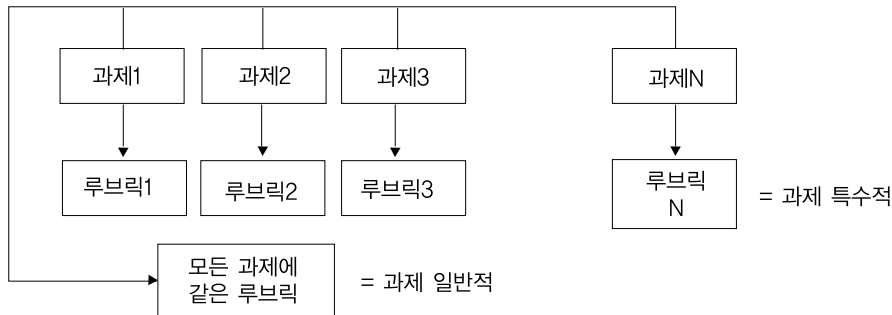 과제1
과제2
과제3
과제N
루브릭1
루브릭2
루브릭3
루브릭
N
= 과제 특수적
모든 과제에
같은 루브릭
= 과제 일반적